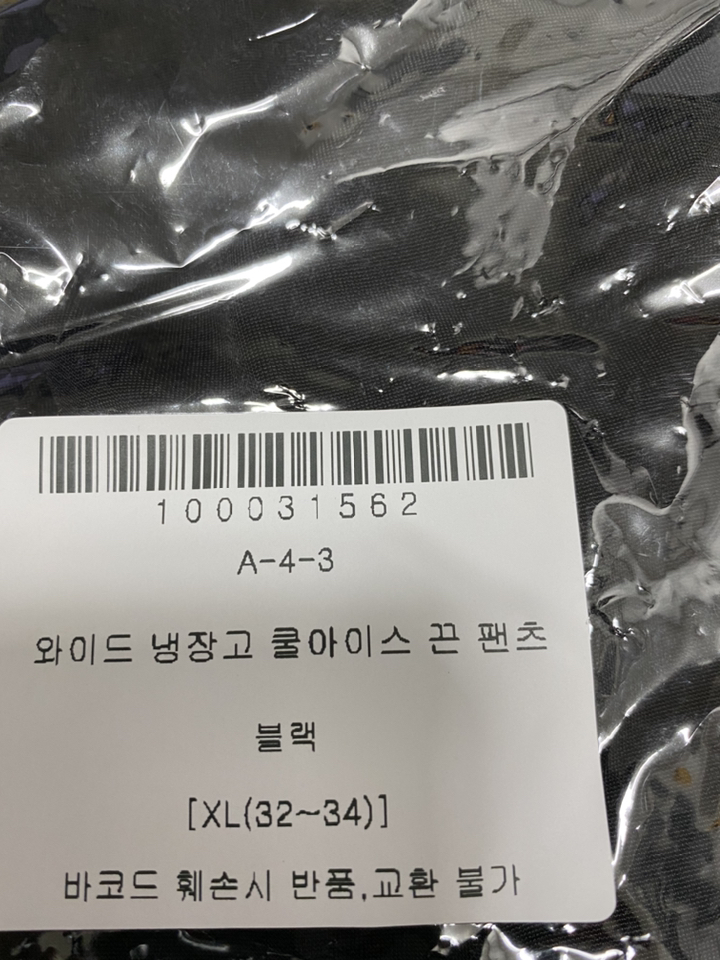 100031562
A-4-3
와이드 냉장고 쿨아이스 끈 팬츠
블랙
[XL(32~34)]
바코드 훼손시 반품,교환 불가